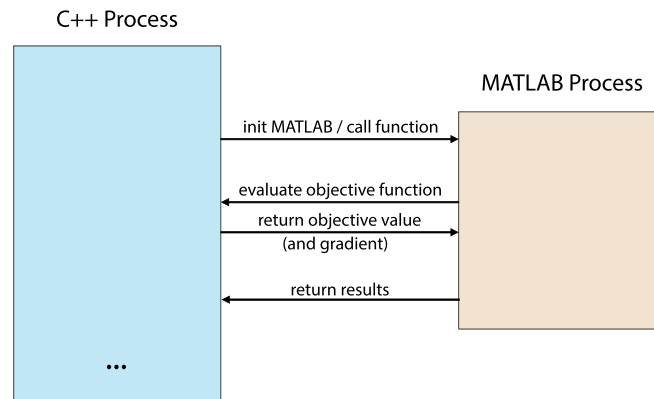 C++ Process
MATLAB Process
init MATLAB / call function
evaluate objective function
return objective value
(and gradient)
return results
...